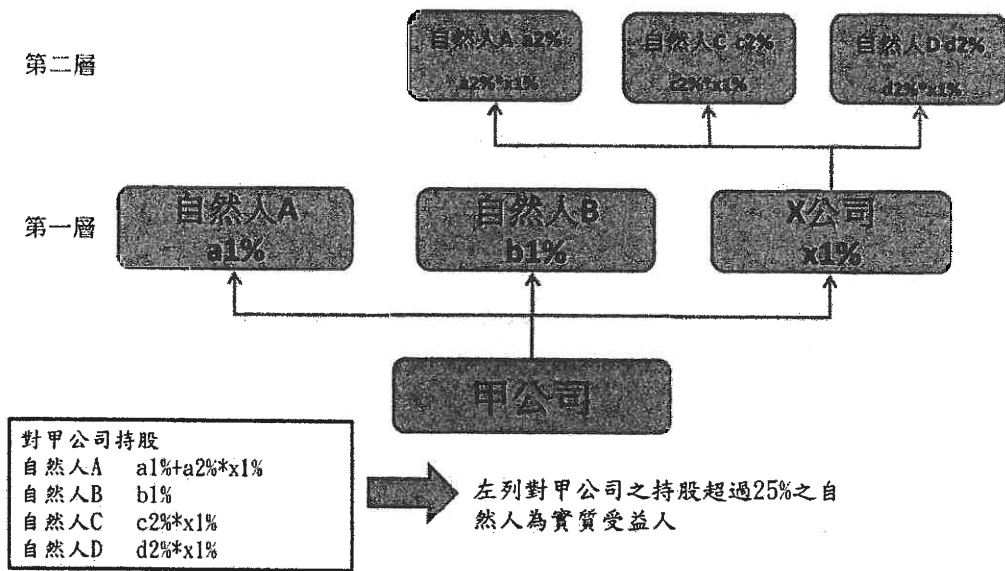 第二層
自然人A a2%
a2%*x1%
自然人C c2%
c2%*x1%
自然人D d2%
d2%*x1%
第一層
自然人A
a1%
自然人B
b1%
X公司
x1%
甲公司
對甲公司持股
自然人A a1%+a2%*x1%
自然人B b1%
自然人C c2%*x1%
自然人D d2%*x1%
左列對甲公司之持股超過25%之自
然人為實質受益人